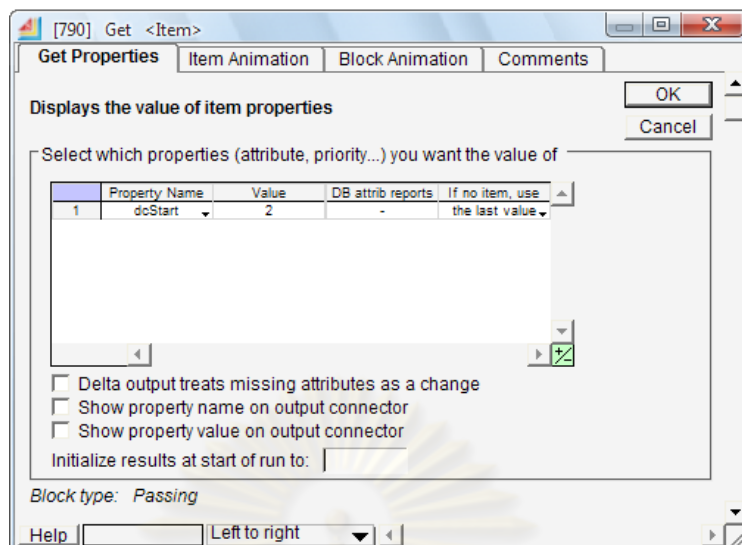 [790] Get <Item>
Get Properties Item Animation Block Animation Comments
Displays the value of item properties
OK
Cancel
Select which properties (attribute, priority...) you want the value of
Property Name Value DB attrib reports If no item, use
1 dcStart 2 - the last value
Delta output treats missing attributes as a change
Show property name on output connector
Show property value on output connector
Initialize results at start of run to:
Block type: Passing
Help Left to right